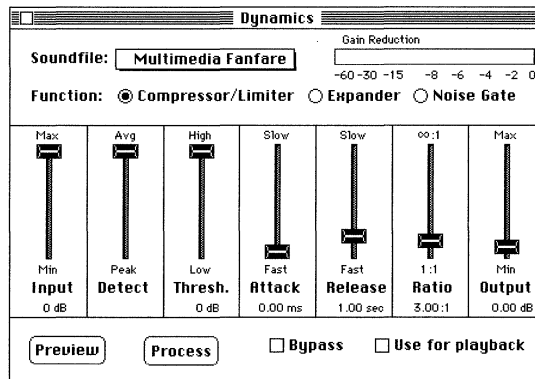 Dynamics
Soundfile: Multimedia Fanfare
Gain Reduction
-60 -30 -15 -8 -6 -4 -2 0
Function: Compressor/Limiter Expander Noise Gate
Max Avg High Slow Slow ∞:1 Max
Min Peak Low Fast Fast 1:1 Min
Input Detect Thresh. Attack Release Ratio Output
0 dB 0 dB 0.00 ms 1.00 sec 3.00:1 0.00 dB
Preview Process Bypass Use for playback